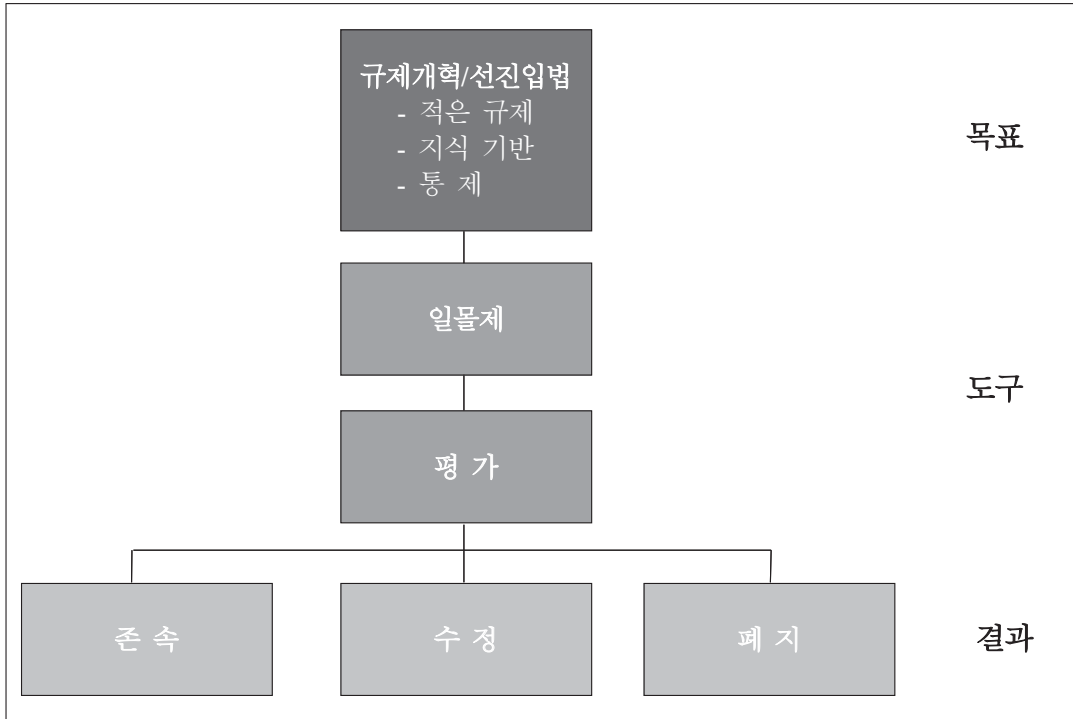 규제개혁/선진입법
- 적은 규제
- 지식 기반
- 통 제
목표
일몰제
도구
평 가
존 속
수 정
폐 지
결과